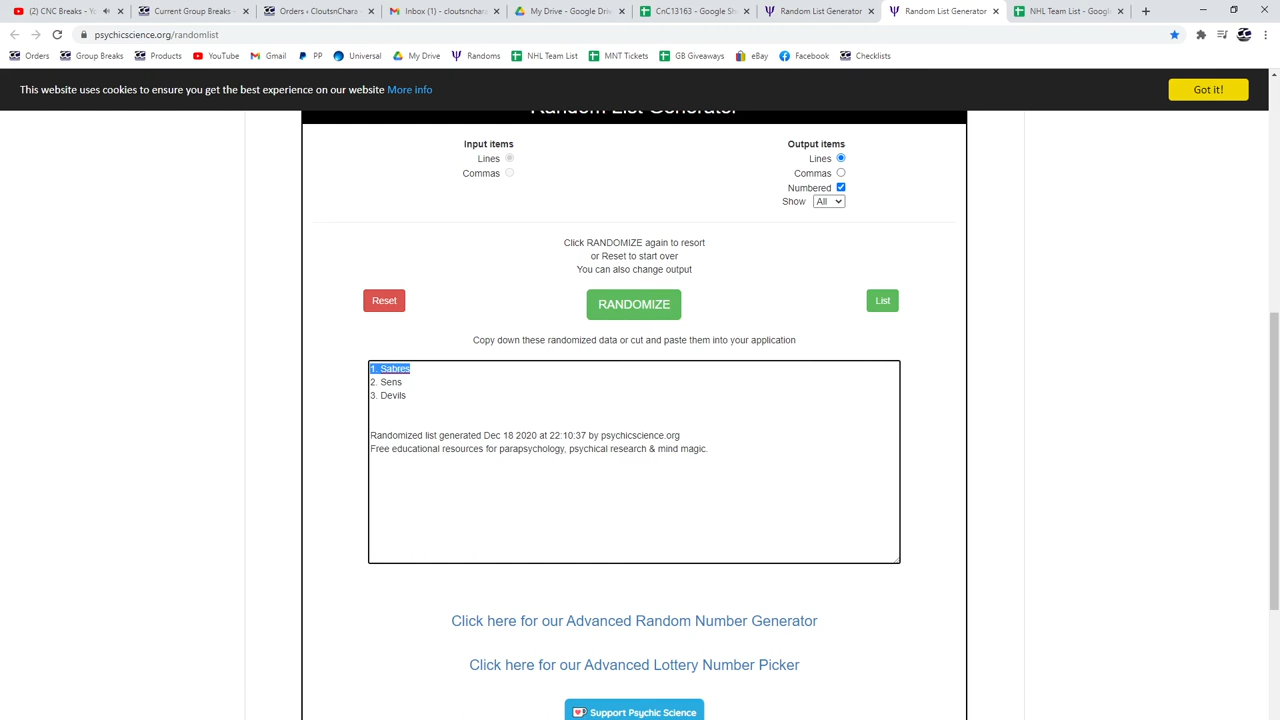 (2) CNC Breaks - Yo
Current Group Breaks -
Orders • CloutsnChara
Inbox (1) - cloutsnchara
My Drive - Google Driv
CnC13163 - Google She
Random List Generator
Random List Generator
NHL Team List - Google
psychicscience.org/randomlist
Orders
Group Breaks
Products
YouTube
Gmail
PP
Universal
My Drive
Randoms
NHL Team List
MNT Tickets
GB Giveaways
eBay
Facebook
Checklists
This website uses cookies to ensure you get the best experience on our website More info
Got it!
Random List Generator
Input items
Output items
Lines
Lines
Commas
Commas
Numbered
Show All
Click RANDOMIZE again to resort
or Reset to start over
You can also change output
Reset
RANDOMIZE
List
Copy down these randomized data or cut and paste them into your application
1. Sabres
2. Sens
3. Devils
Randomized list generated Dec 18 2020 at 22:10:37 by psychicscience.org
Free educational resources for parapsychology, psychical research & mind magic.
Click here for our Advanced Random Number Generator
Click here for our Advanced Lottery Number Picker
Support Psychic Science